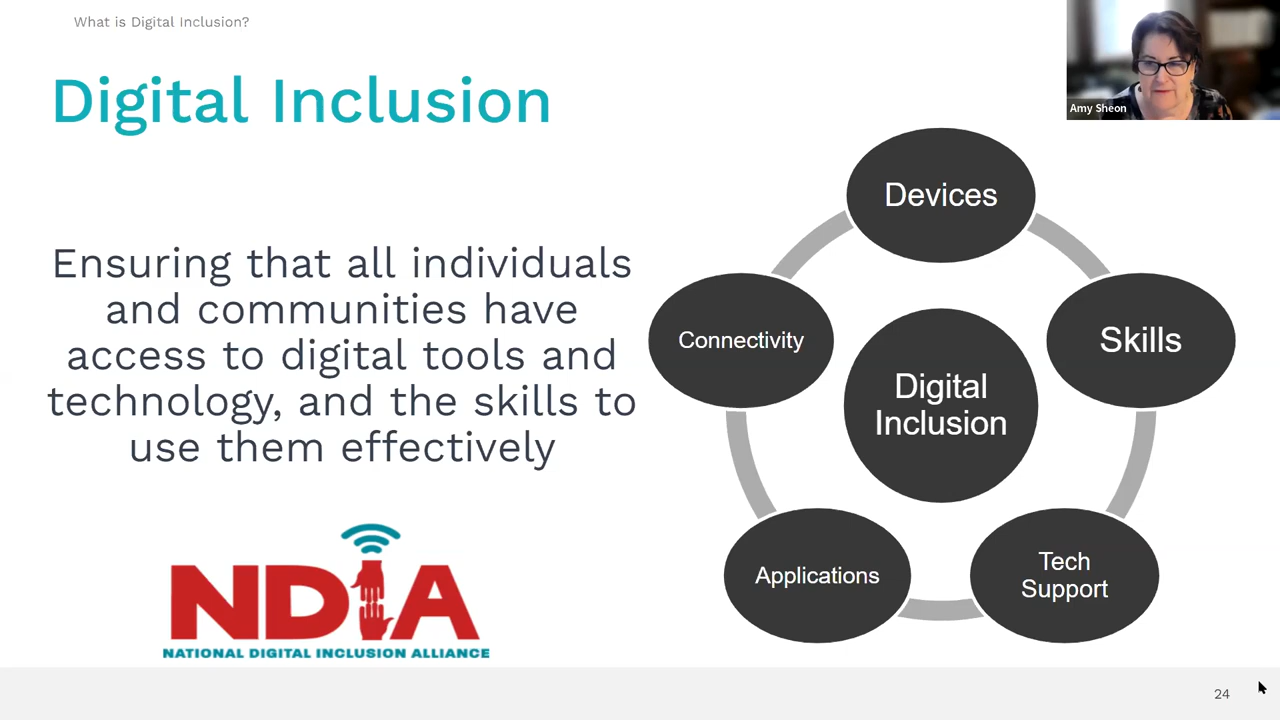 What is Digital Inclusion?
Digital Inclusion
Amy Sheon
Ensuring that all individuals
and communities have
access to digital tools and
technology, and the skills to
use them effectively
Devices
Connectivity
Skills
Digital
Inclusion
Applications
Tech
Support
NDIA
NATIONAL DIGITAL INCLUSION ALLIANCE
24